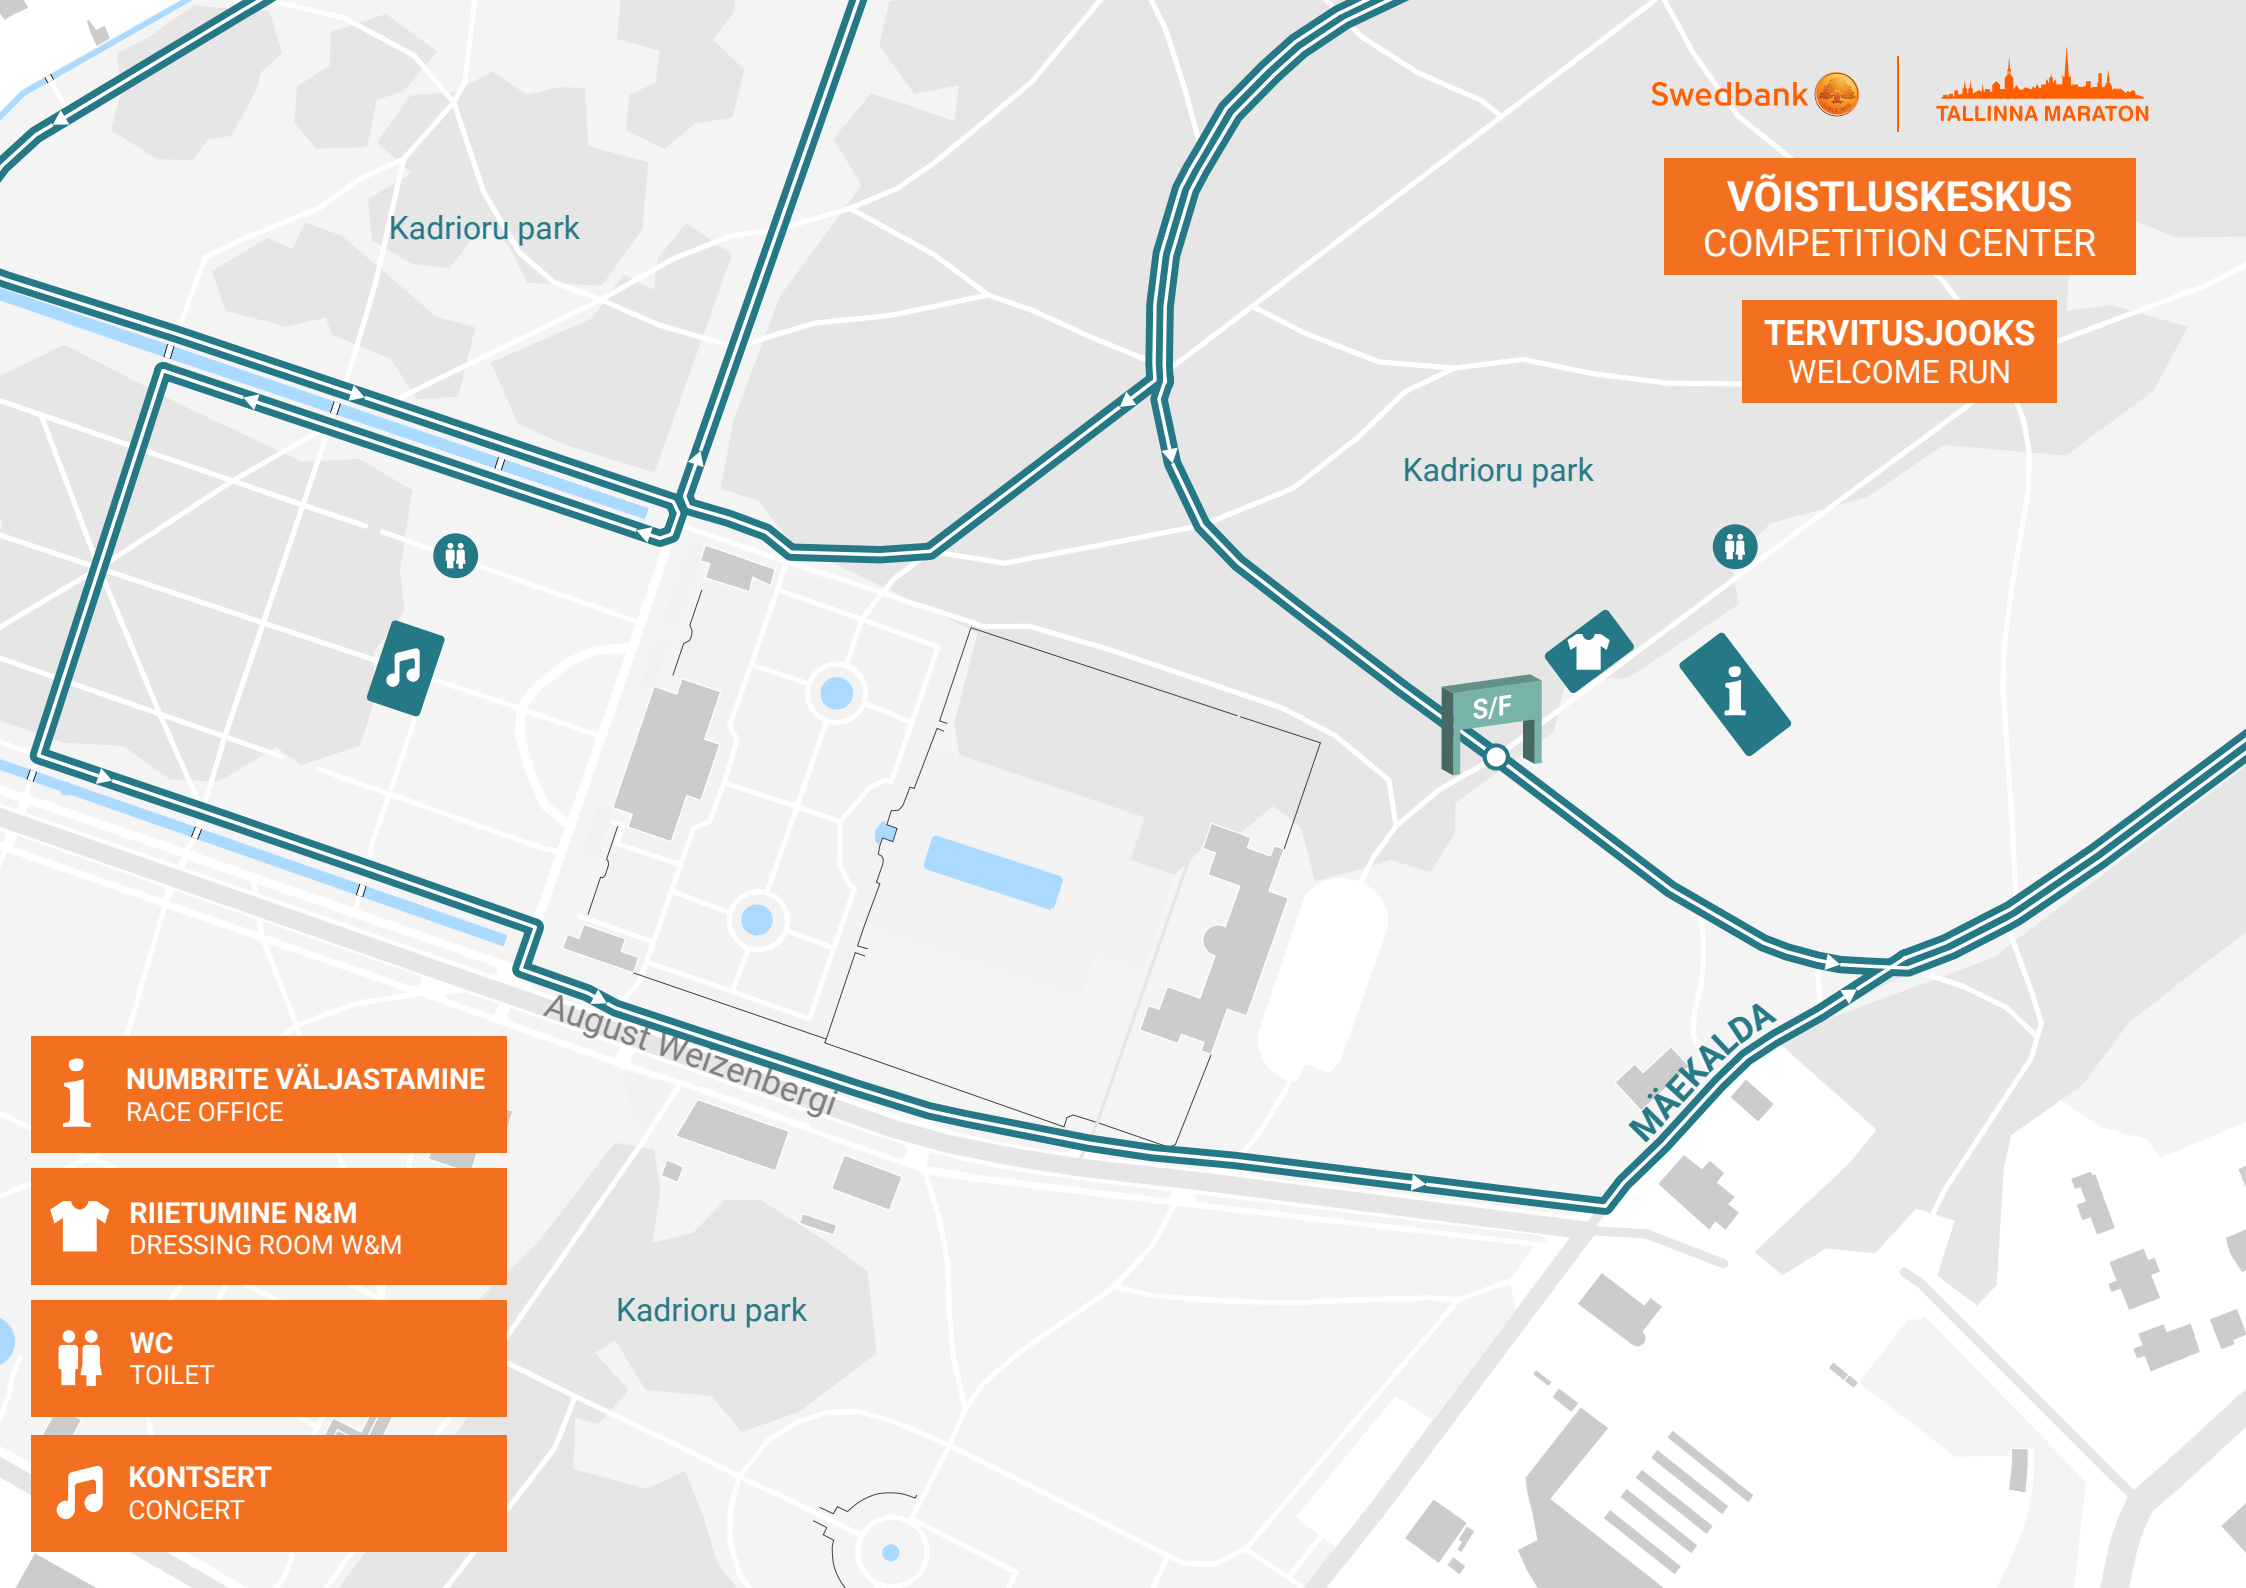 Swedbank
TALLINNA MARATON
VÕISTLUSKESKUS
COMPETITION CENTER
TERVITUSJOOKS
WELCOME RUN
Kadrioru park
Kadrioru park
S/F
August Weizenbergi
MÄEKALDA
Kadrioru park
NUMBRITE VÄLJASTAMINE
RACE OFFICE
RIIETUMINE N&M
DRESSING ROOM W&M
WC
TOILET
KONTSERT
CONCERT